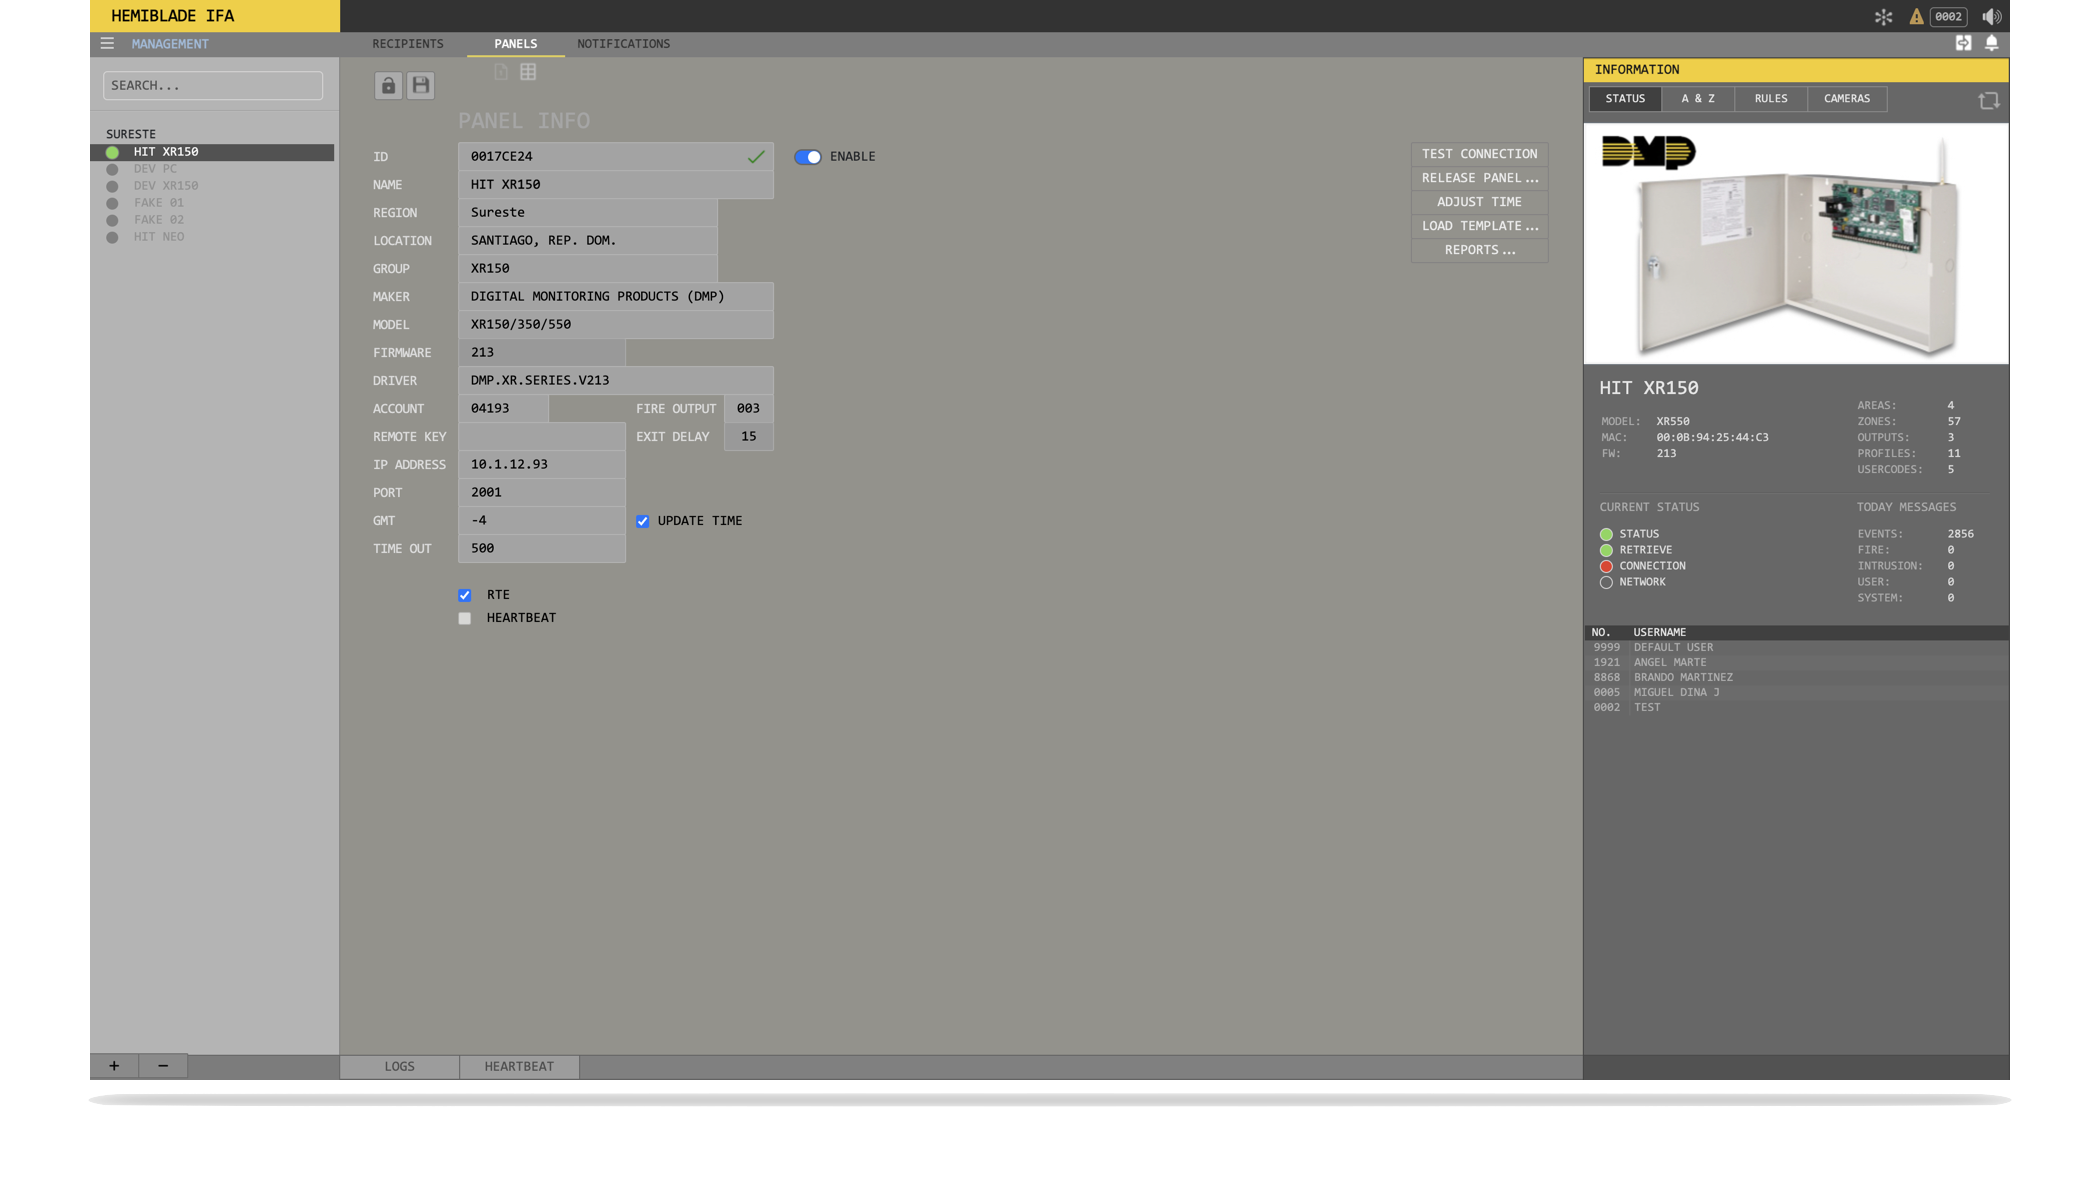 HEMIBLADE IFA
0002
MANAGEMENT
RECIPIENTS
PANELS
NOTIFICATIONS
SEARCH...
SURESTE
HIT XR150
DEV PC
DEV XR150
FAKE 01
FAKE 02
HIT NEO
PANEL INFO
ID 0017CE24
ENABLE
NAME HIT XR150
REGION Sureste
LOCATION SANTIAGO, REP. DOM.
GROUP XR150
MAKER DIGITAL MONITORING PRODUCTS (DMP)
MODEL XR150/350/550
FIRMWARE 213
DRIVER DMP.XR.SERIES.V213
ACCOUNT 04193 FIRE OUTPUT 003
REMOTE KEY EXIT DELAY 15
IP ADDRESS 10.1.12.93
PORT 2001
GMT -4 UPDATE TIME
TIME OUT 500
RTE
HEARTBEAT
TEST CONNECTION
RELEASE PANEL...
ADJUST TIME
LOAD TEMPLATE...
REPORTS...
LOGS
HEARTBEAT
INFORMATION
STATUS
A & Z
RULES
CAMERAS
DMP
HIT XR150
MODEL: XR550
MAC: 00:0B:94:25:44:C3
FW: 213
AREAS: 4
ZONES: 57
OUTPUTS: 3
PROFILES: 11
USERCODES: 5
CURRENT STATUS
STATUS
RETRIEVE
CONNECTION
NETWORK
TODAY MESSAGES
EVENTS: 2856
FIRE: 0
INTRUSION: 0
USER: 0
SYSTEM: 0
NO. USERNAME
9999 DEFAULT USER
1921 ANGEL MARTE
8868 BRANDO MARTINEZ
0005 MIGUEL DINA J
0002 TEST